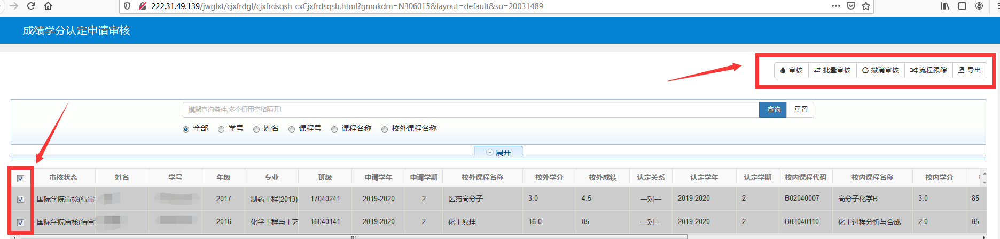 222.31.49.139/jwglxt/cjxfrdgl/cjxfrdsqsh_cxCjxfrdsqsh.html?gnmkdm=N306015&layout=default&su=20031489
成绩学分认定申请审核
审核 批量审核 撤消审核 流程跟踪 导出
模糊查询条件,多个值用空格隔开! 查询 重置
全部 学号 姓名 课程号 课程名称 校外课程名称
展开
审核状态 姓名 学号 年级 专业 班级 申请学年 申请学期 校外课程名称 校外学分 校外成绩 认定关系 认定学年 认定学期 校内课程代码 校内课程名称 校内学分
国际学院审核(待审 2017 制药工程(2013) 17040241 2019-2020 2 医药高分子 3.0 4.5 一对一 2019-2020 2 B02040007 高分子化学B 3.0 85
国际学院审核(待审 2016 化学工程与工艺 16040141 2019-2020 2 化工原理 16.0 85 一对一 2019-2020 2 B03040110 化工过程分析与合成 2.0 85